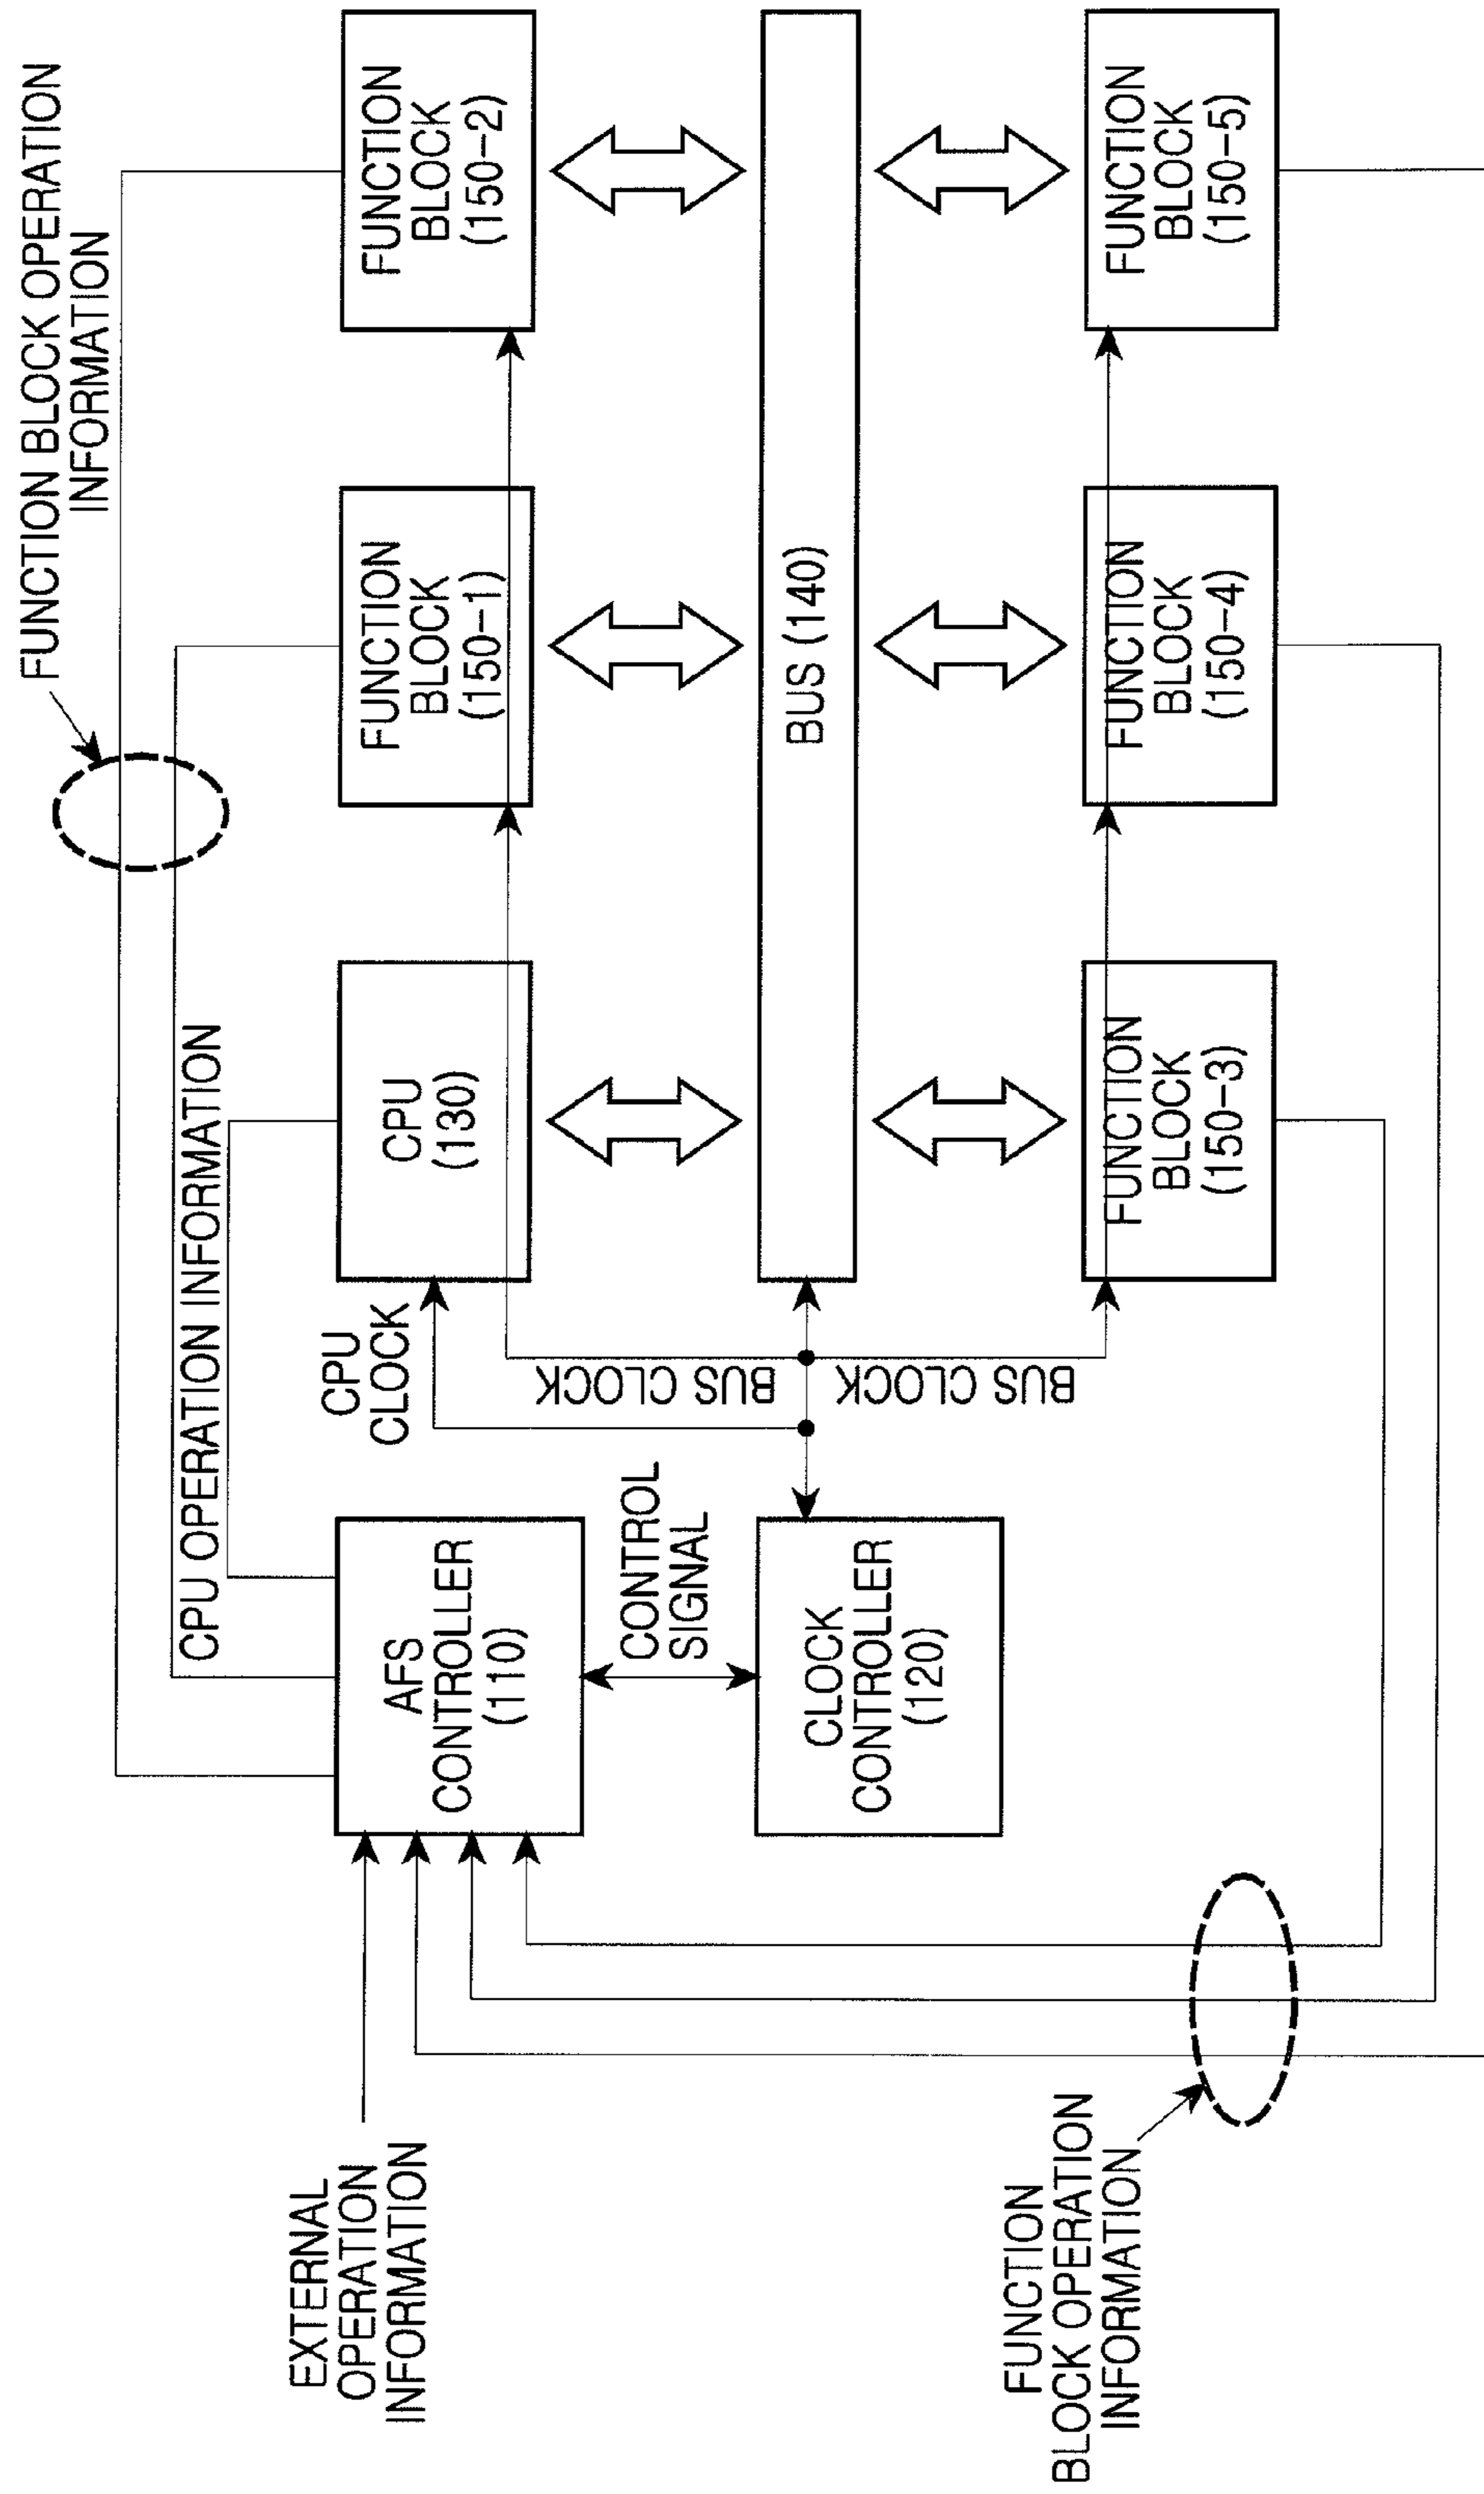 FUNCTION BLOCK OPERATION
INFORMATION
CPU OPERATION INFORMATION
EXTERNAL
OPERATION
INFORMATION
AFS
CONTROLLER
(110)
CPU
CLOCK
CPU
(130)
FUNCTION
BLOCK
(150-1)
FUNCTION
BLOCK
(150-2)
CONTROL
SIGNAL
BUS CLOCK
BUS CLOCK
BUS (140)
CLOCK
CONTROLLER
(120)
FUNCTION
BLOCK
(150-3)
FUNCTION
BLOCK
(150-4)
FUNCTION
BLOCK
(150-5)
FUNCTION
BLOCK OPERATION
INFORMATION